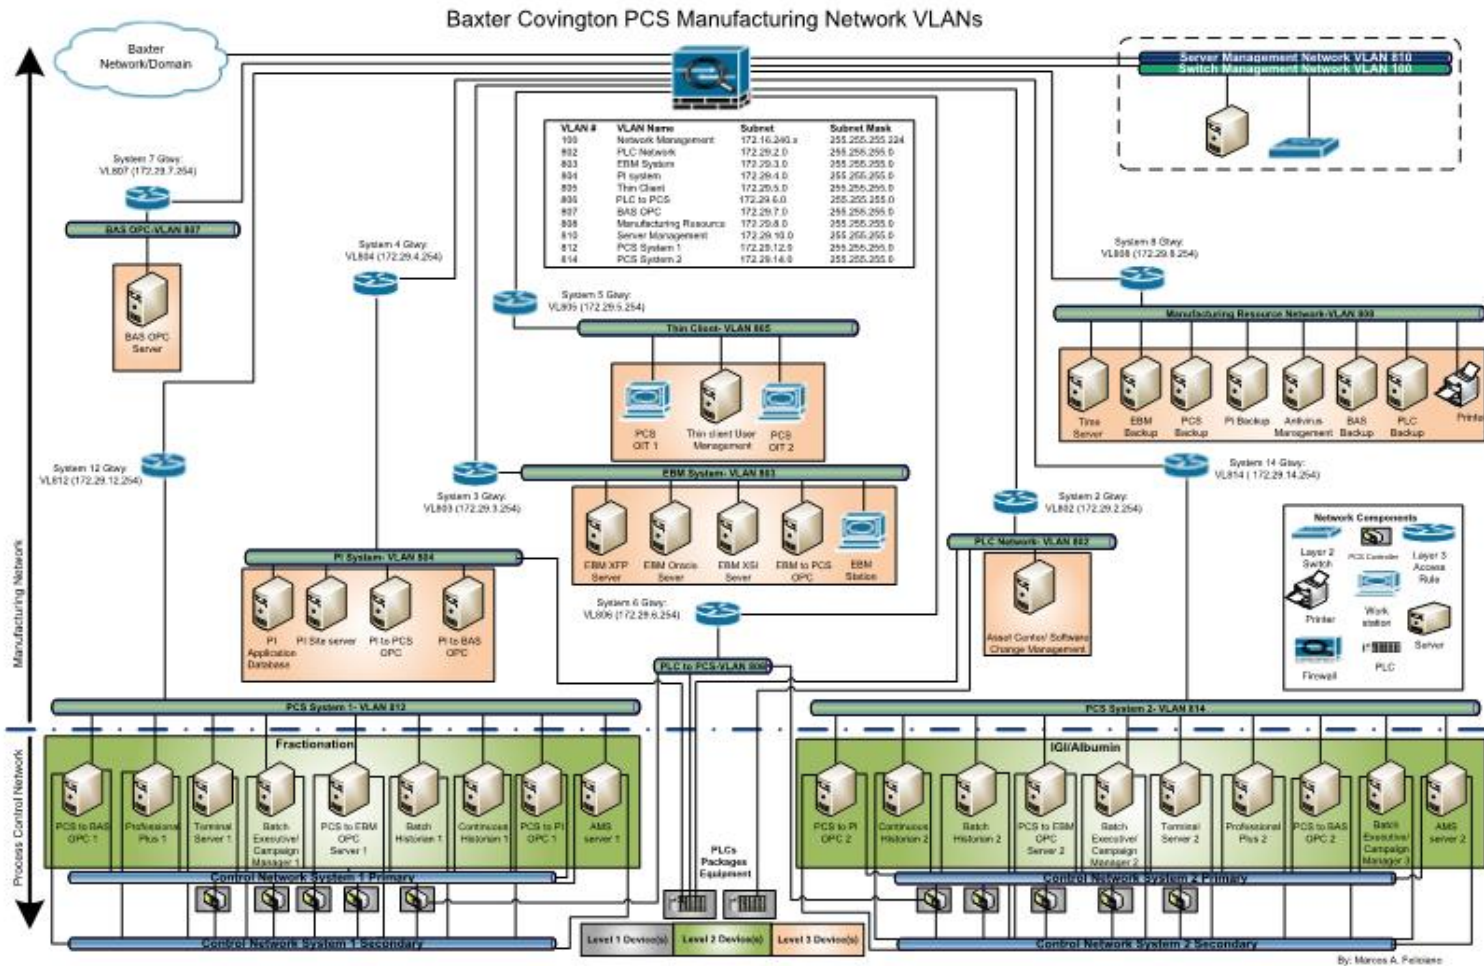 Baxter Covington PCS Manufacturing Network VLANs
Baxter
Network/Domain
Server Management Network VLAN 810
Switch Management Network VLAN 100
VLAN # VLAN Name Subnet Subnet Mask
100 Network Management 172.16.240.x 255.255.255.224
802 PLC Network 172.29.2.0 255.255.255.0
803 EBM System 172.29.3.0 255.255.255.0
804 PI system 172.29.4.0 255.255.255.0
805 Thin Client 172.29.5.0 255.255.255.0
806 PLC to PCS 172.29.6.0 255.255.255.0
807 BAS OPC 172.29.7.0 255.255.255.0
808 Manufacturing Resource 172.29.8.0 255.255.255.0
810 Server Management 172.29.10.0 255.255.255.0
812 PCS System 1 172.29.12.0 255.255.255.0
814 PCS System 2 172.29.14.0 255.255.255.0
System 7 Gtwy:
VL807 (172.29.7.254)
BAS OPC-VLAN 807
BAS OPC
Server
System 4 Gtwy:
VL804 (172.29.4.254)
System 5 Gtwy:
VL805 (172.29.5.254)
Thin Client- VLAN 805
PCS
OIT 1
Thin client User
Management
PCS
OIT 2
System 8 Gtwy:
VL808 (172.29.8.254)
Manufacturing Resource Network-VLAN 808
Time
Server
EBM
Backup
PCS
Backup
PI Backup
Antivirus
Management
BAS
Backup
PLC
Backup
Printer
System 12 Gtwy:
VL812 (172.29.12.254)
System 3 Gtwy:
VL803 (172.29.3.254)
EBM System- VLAN 803
EBM XFP
Server
EBM Oracle
Sever
EBM XSI
Sever
EBM to PCS
OPC
EBM
Station
System 2 Gtwy:
VL802 (172.29.2.254)
PLC Network- VLAN 802
Asset Center/ Software
Change Management
System 14 Gtwy:
VL814 ( 172.29.14.254)
Network Components
Layer 2
Switch
PCS Controller
Layer 3
Access
Rule
Printer
Work
station
Server
Firewall
PLC
PI System- VLAN 804
PI
Application
Database
PI Site server
PI to PCS
OPC
PI to BAS
OPC
System 6 Gtwy:
VL806 (172.29.6.254)
PLC to PCS-VLAN 806
Manufacturing Network
Process Control Network
PCS System 1- VLAN 812
Fractionation
PCS to BAS
OPC 1
Professional
Plus 1
Terminal
Server 1
Batch
Executive/
Campaign
Manager 1
PCS to EBM
OPC
Server 1
Batch
Historian 1
Continuous
Historian 1
PCS to PI
OPC 1
AMS
server 1
Control Network System 1 Primary
Control Network System 1 Secondary
PLCs
Packages
Equipment
Level 1 Device(s)
Level 2 Device(s)
Level 3 Device(s)
PCS System 2- VLAN 814
IGI/Albumin
PCS to PI
OPC 2
Continuous
Historian 2
Batch
Historian 2
PCS to EBM
OPC
Server 2
Batch
Executive/
Campaign
Manager 2
Terminal
Server 2
Professional
Plus 2
PCS to BAS
OPC 2
Batch
Executive/
Campaign
Manager 3
AMS
server 2
Control Network System 2 Primary
Control Network System 2 Secondary
By: Marcos A. Feliciano